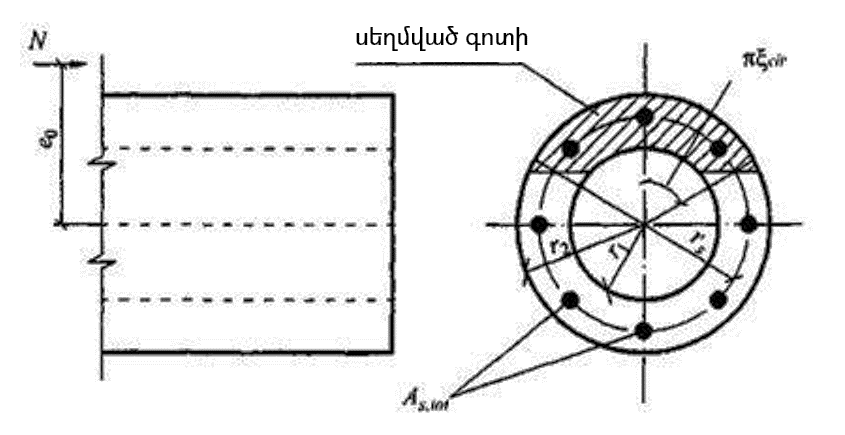 N
սեղմված գոտի
πξcir
e₀
r₂
r₁
rₛ
As,tot